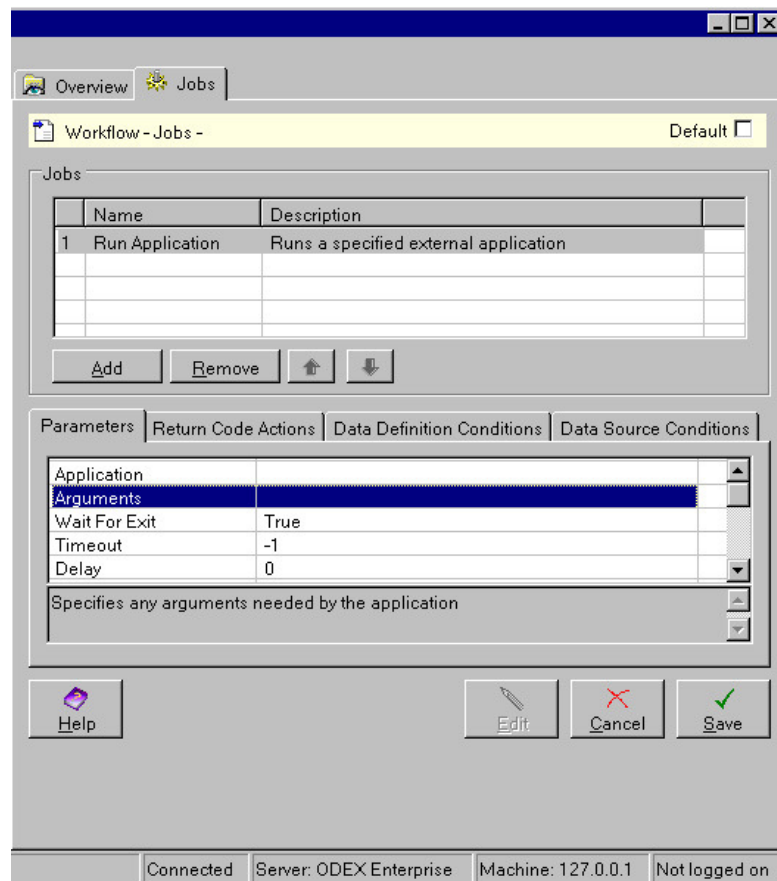 Overview Jobs
Workflow - Jobs - Default
Jobs
Name Description
1 Run Application Runs a specified external application
Add Remove
Parameters Return Code Actions Data Definition Conditions Data Source Conditions
Application
Arguments
Wait For Exit True
Timeout -1
Delay 0
Specifies any arguments needed by the application
Help Edit Cancel Save
Connected Server: ODEX Enterprise Machine: 127.0.0.1 Not logged on